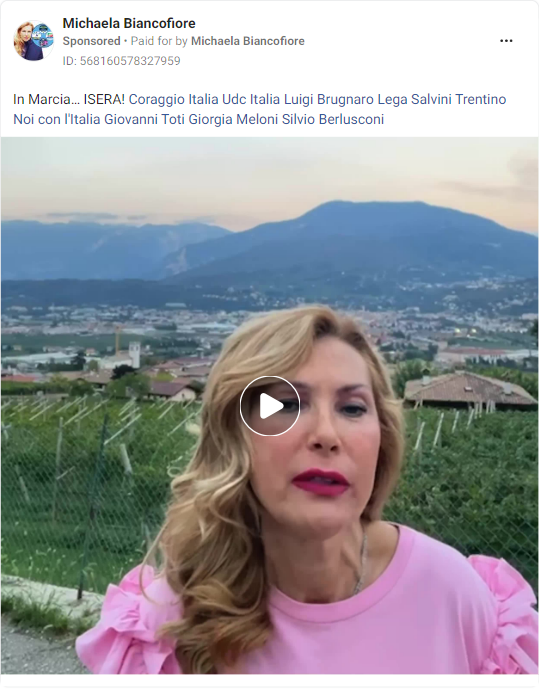 Michaela Biancofiore
Sponsored • Paid for by Michaela Biancofiore
ID: 568160578327959
In Marcia... ISERA! Coraggio Italia Udc Italia Luigi Brugnaro Lega Salvini Trentino
Noi con l'Italia Giovanni Toti Giorgia Meloni Silvio Berlusconi